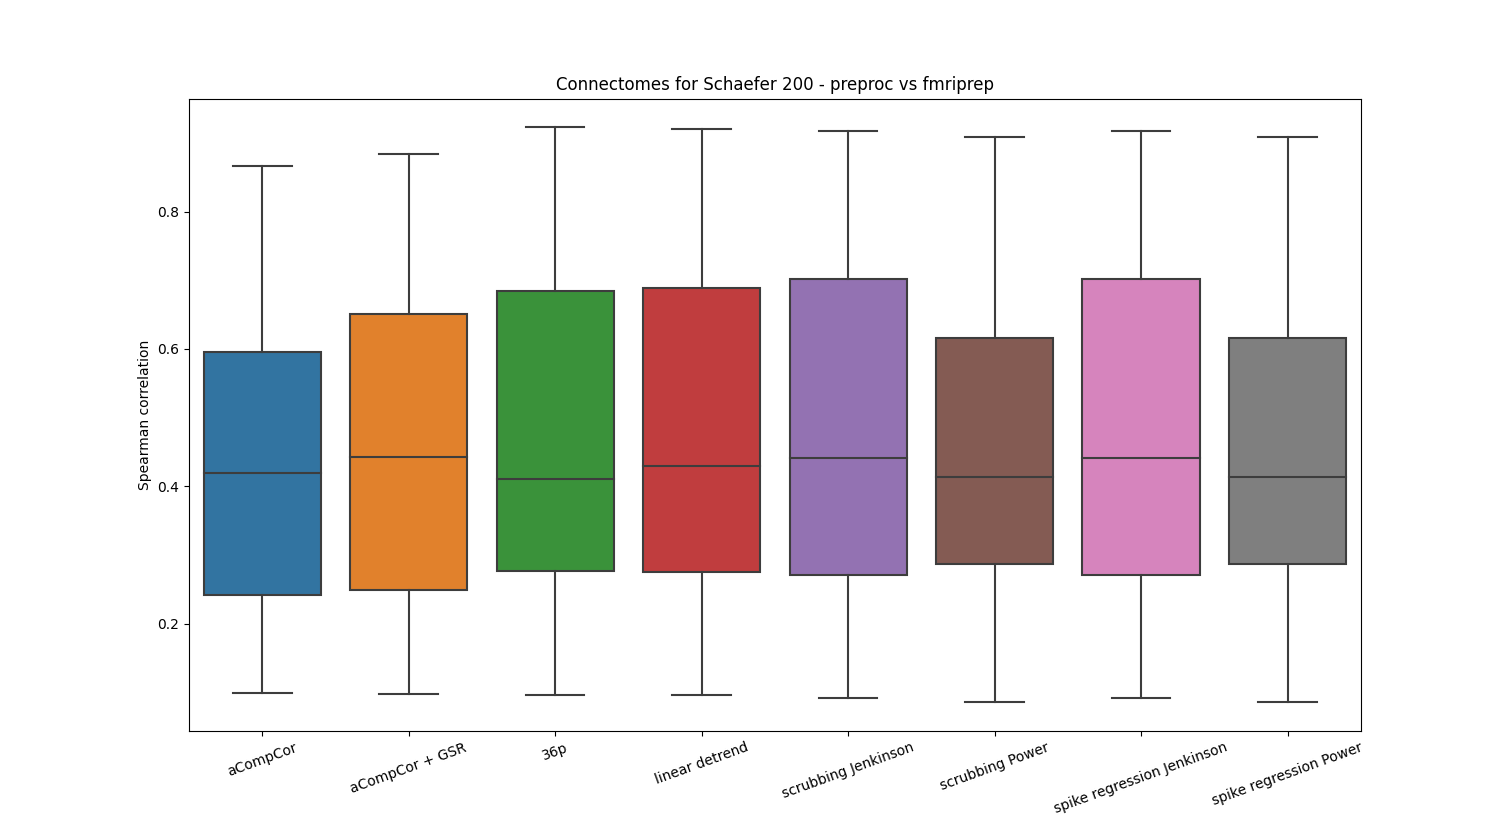 Connectomes for Schaefer 200 - preproc vs fmriprep
0.8
0.6
0.4
0.2
Spearman correlation
aCompCor
aCompCor + GSR
36p
linear detrend
scrubbing Jenkinson
scrubbing Power
spike regression Jenkinson
spike regression Power